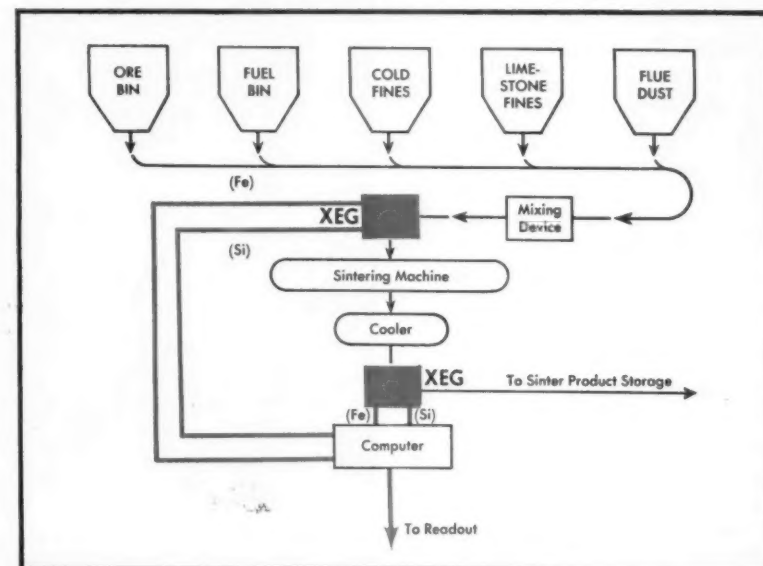 ORE
BIN
FUEL
BIN
COLD
FINES
LIME-
STONE
FINES
FLUE
DUST
(Fe)
XEG
Mixing
Device
(Si)
Sintering Machine
Cooler
XEG
To Sinter Product Storage
(Fe)
(Si)
Computer
To Readout